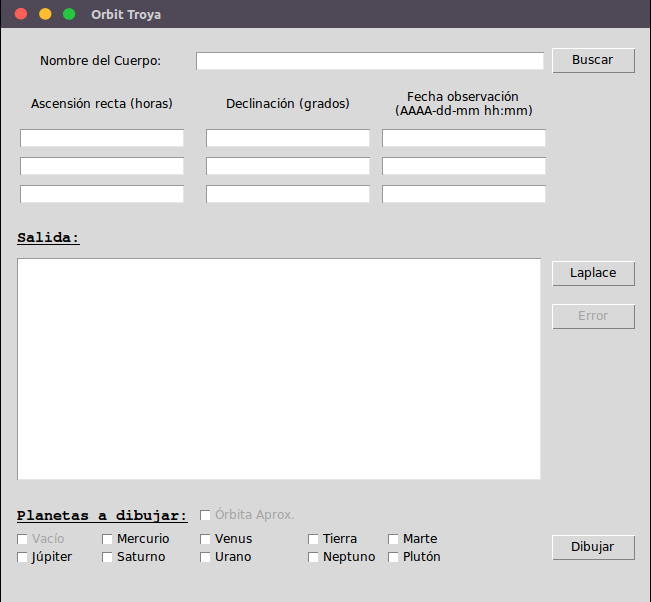 Orbit Troya
Nombre del Cuerpo:
Buscar
Ascensión recta (horas)
Declinación (grados)
Fecha observación
(AAAA-dd-mm hh:mm)
Salida:
Laplace
Error
Planetas a dibujar:
Órbita Aprox.
Vacío
Mercurio
Venus
Tierra
Marte
Júpiter
Saturno
Urano
Neptuno
Plutón
Dibujar